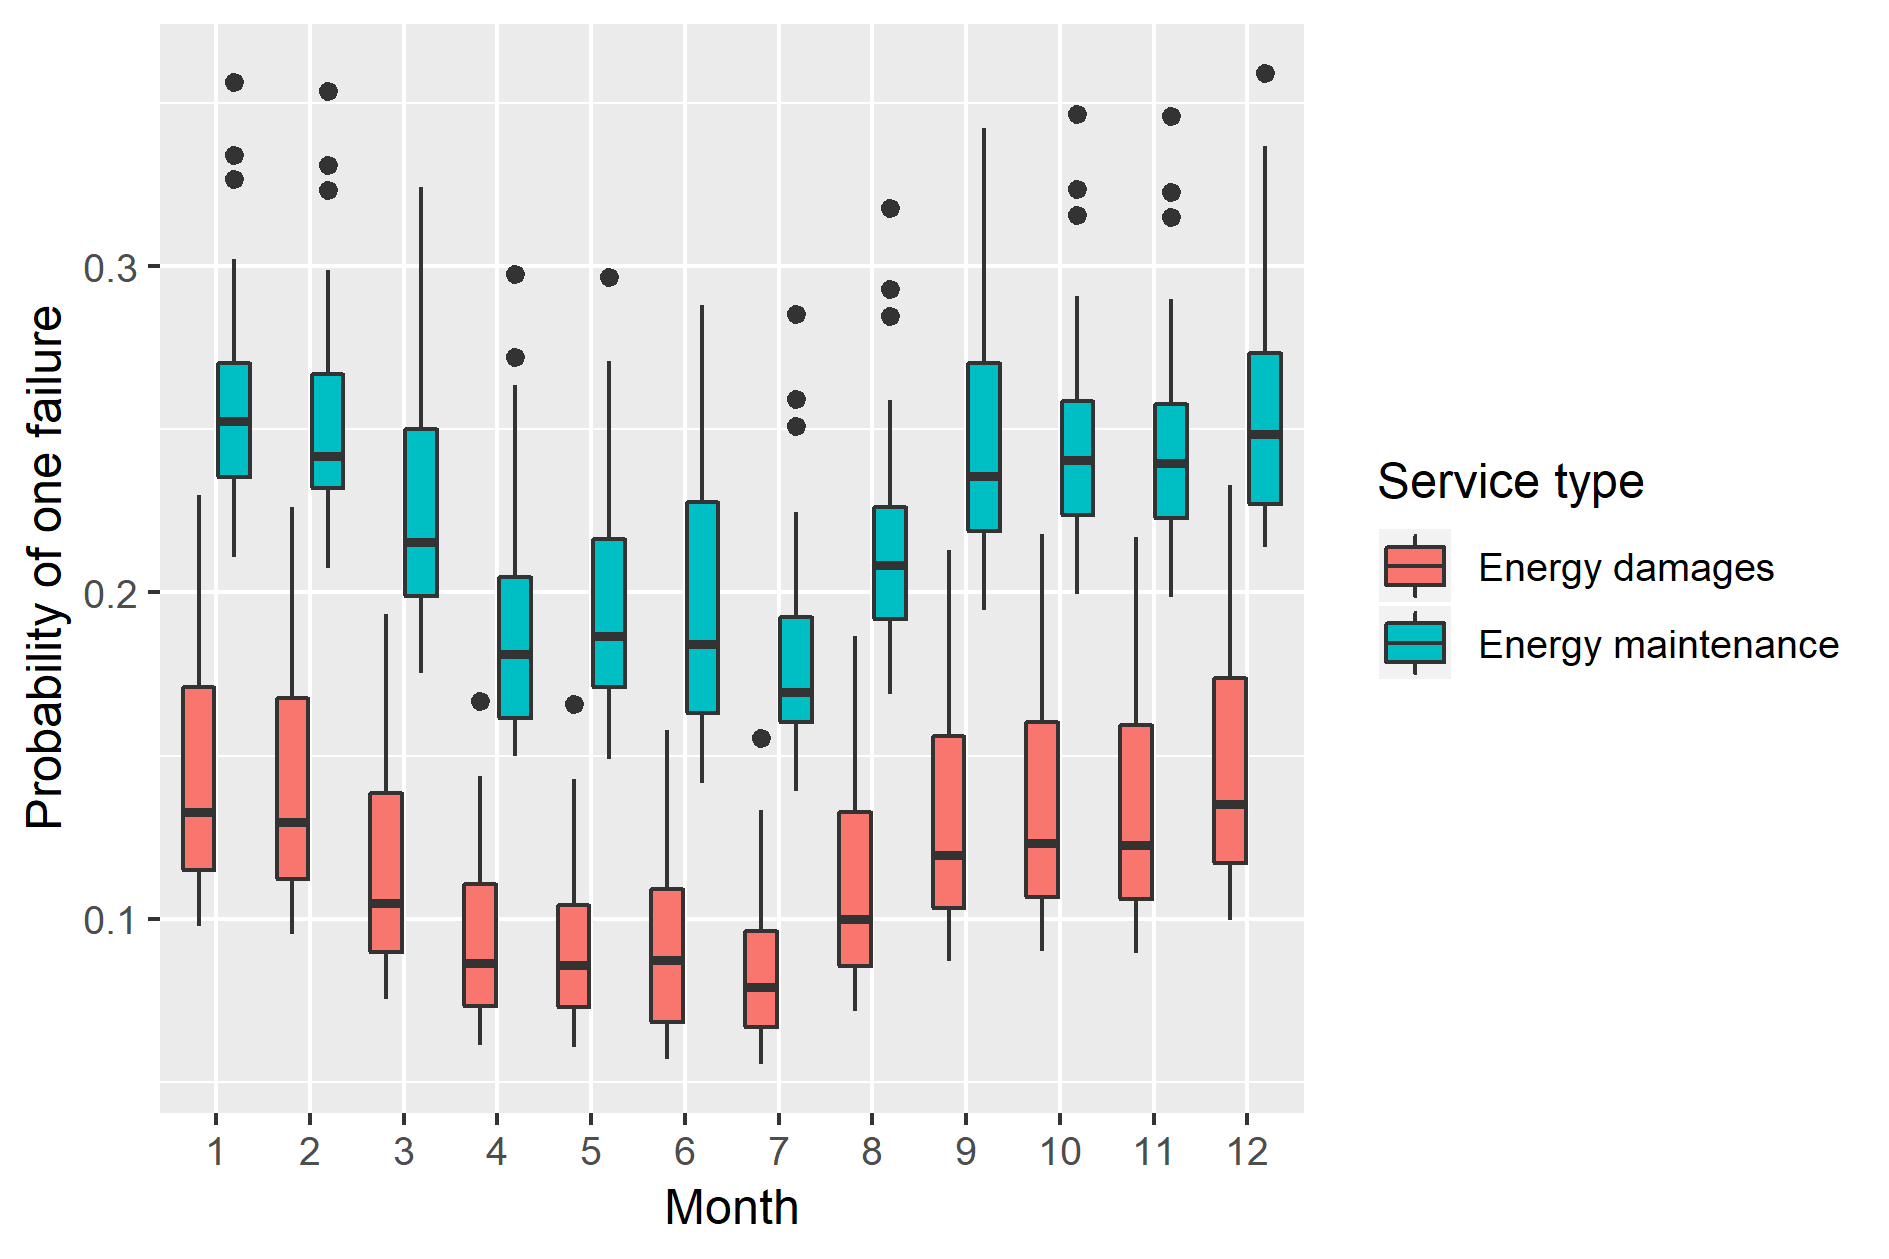 Probability of one failure
0.3
0.2
0.1
1 2 3 4 5 6 7 8 9 10 11 12
Month
Service type
Energy damages
Energy maintenance